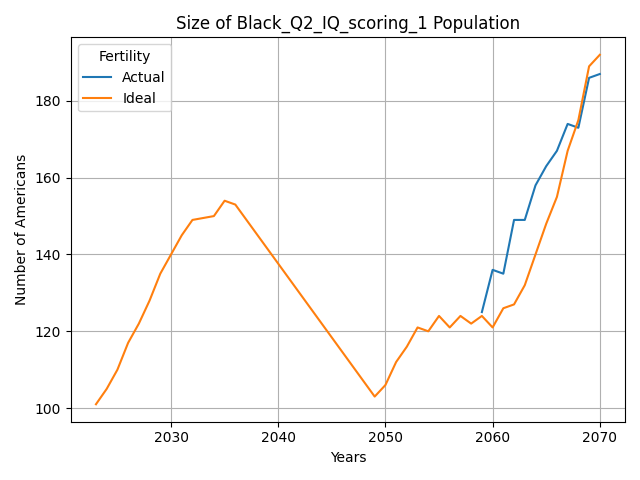 Size of Black_Q2_IQ_scoring_1 Population
Fertility
Actual
Ideal
Number of Americans
180
160
140
120
100
2030
2040
2050
2060
2070
Years